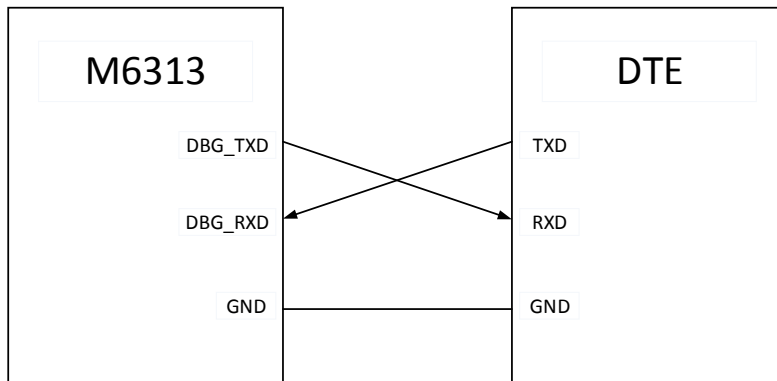 M6313
DTE
DBG_TXD
TXD
DBG_RXD
RXD
GND
GND